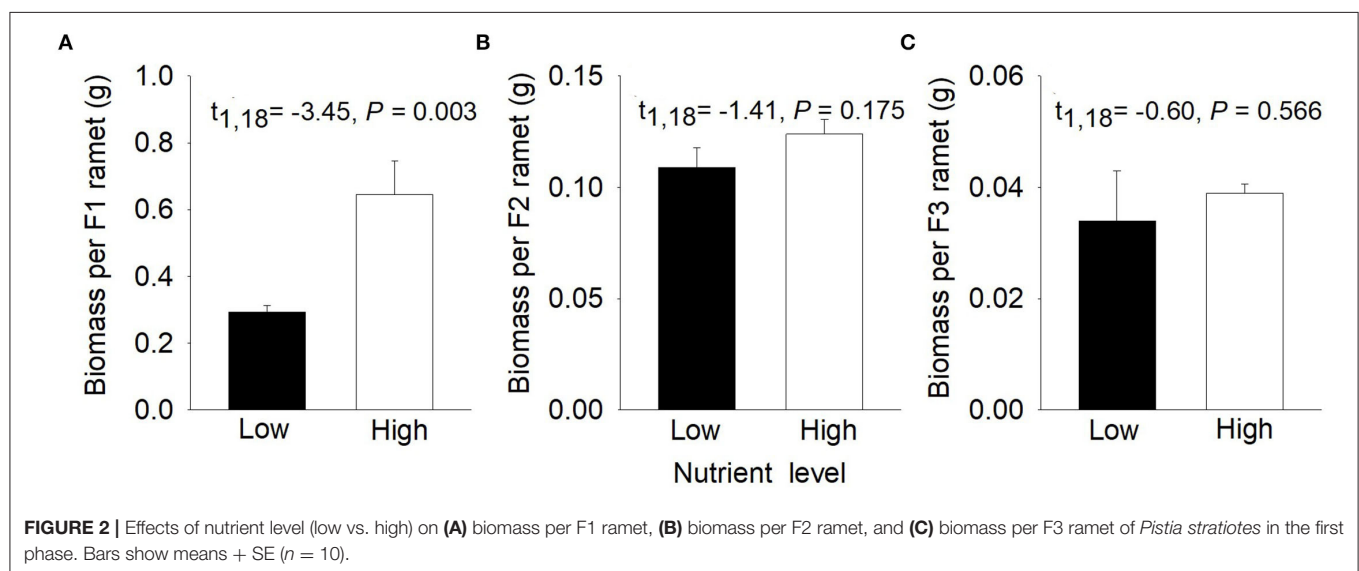 A
Biomass per F1 ramet (g)
1.0
0.8
0.6
0.4
0.2
0.0
t1,18= -3.45, P = 0.003
Low
High
B
Biomass per F2 ramet (g)
0.15
0.10
0.05
0.00
t1,18= -1.41, P = 0.175
Low
High
Nutrient level
C
Biomass per F3 ramet (g)
0.06
0.04
0.02
0.00
t1,18= -0.60, P = 0.566
Low
High
FIGURE 2 | Effects of nutrient level (low vs. high) on (A) biomass per F1 ramet, (B) biomass per F2 ramet, and (C) biomass per F3 ramet of Pistia stratiotes in the first
phase. Bars show means + SE (n = 10).